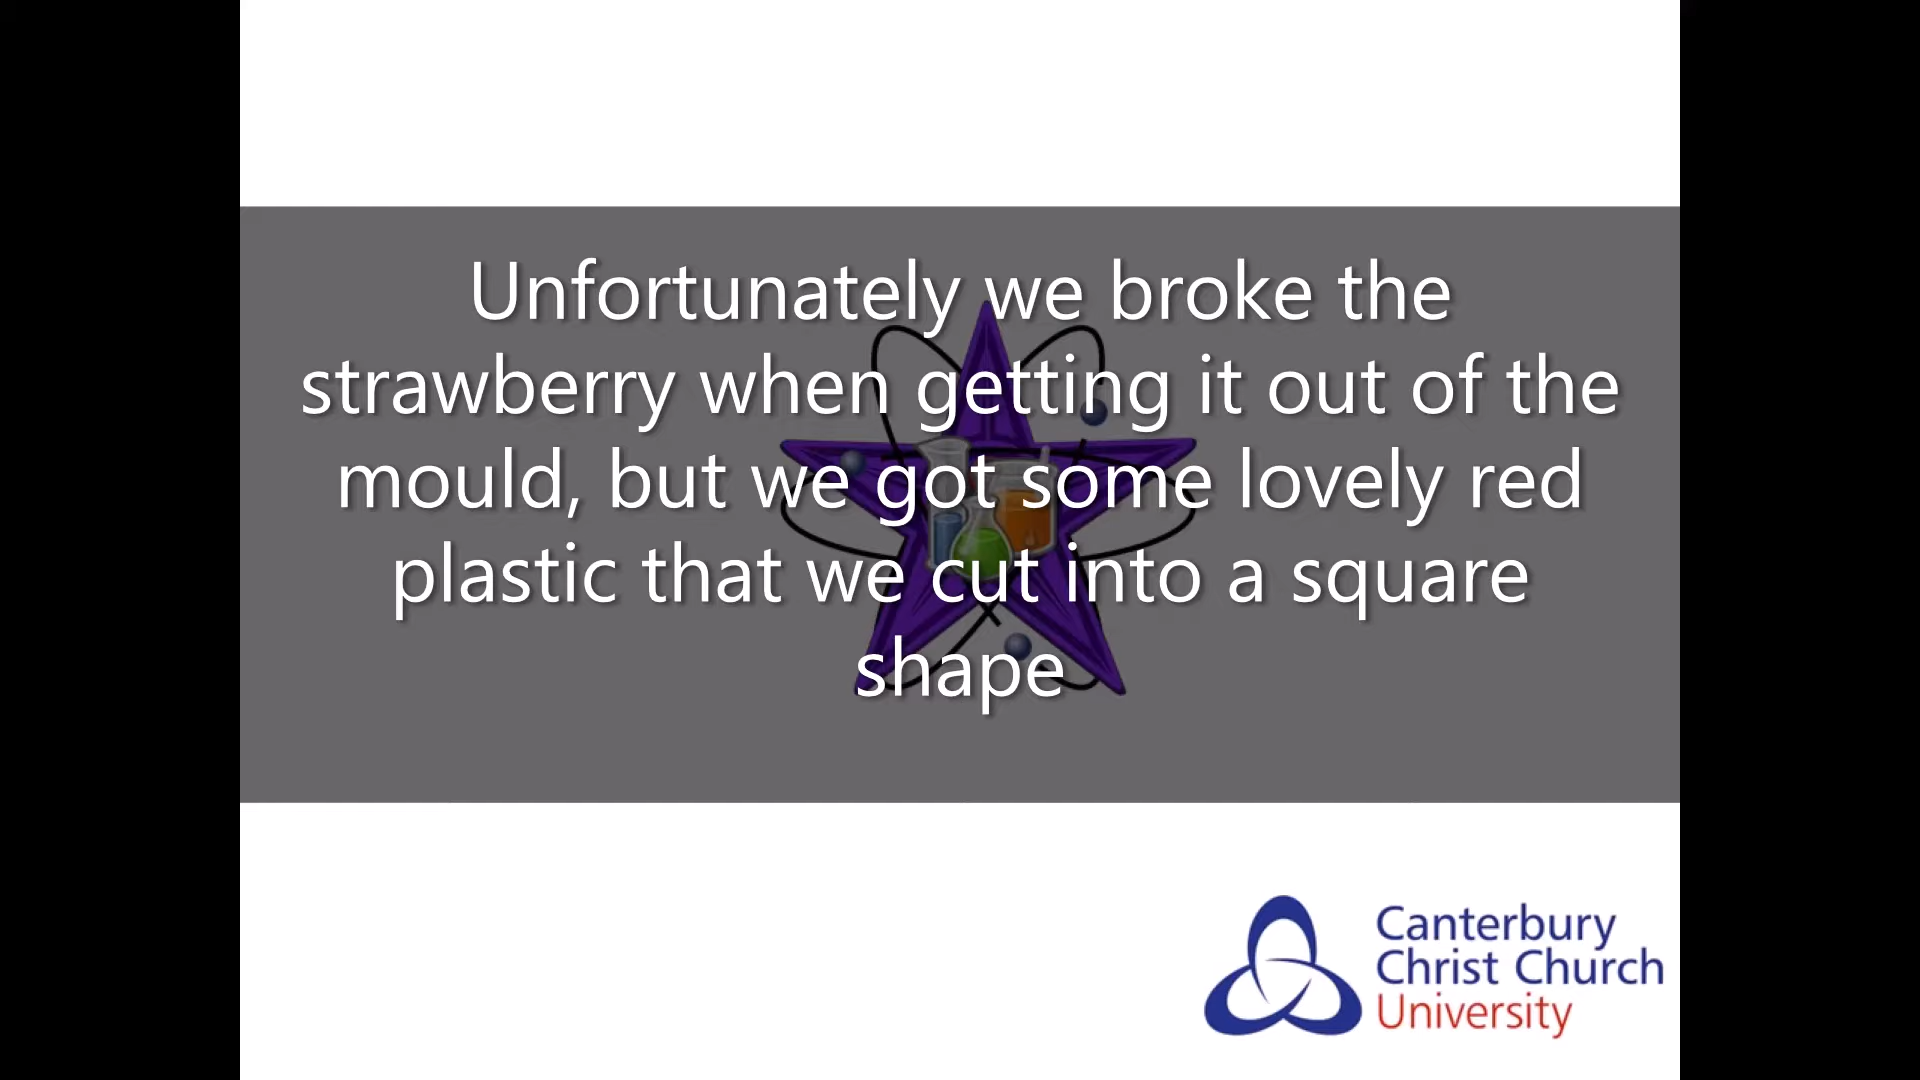 Unfortunately we broke the
strawberry when getting it out of the
mould, but we got some lovely red
plastic that we cut into a square
shape
Canterbury
Christ Church
University